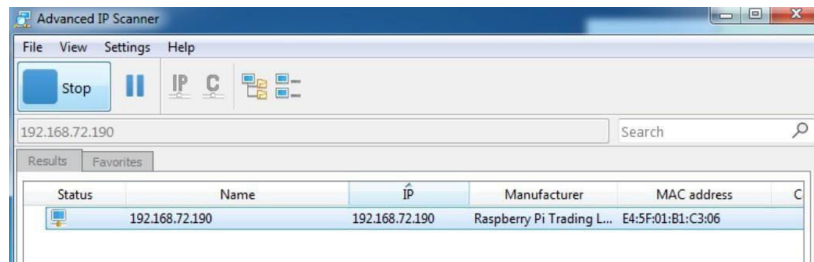 Advanced IP Scanner
File View Settings Help
Stop IP C
192.168.72.190 Search
Results Favorites
Status Name IP Manufacturer MAC address C
192.168.72.190 192.168.72.190 Raspberry Pi Trading L... E4:5F:01:B1:C3:06